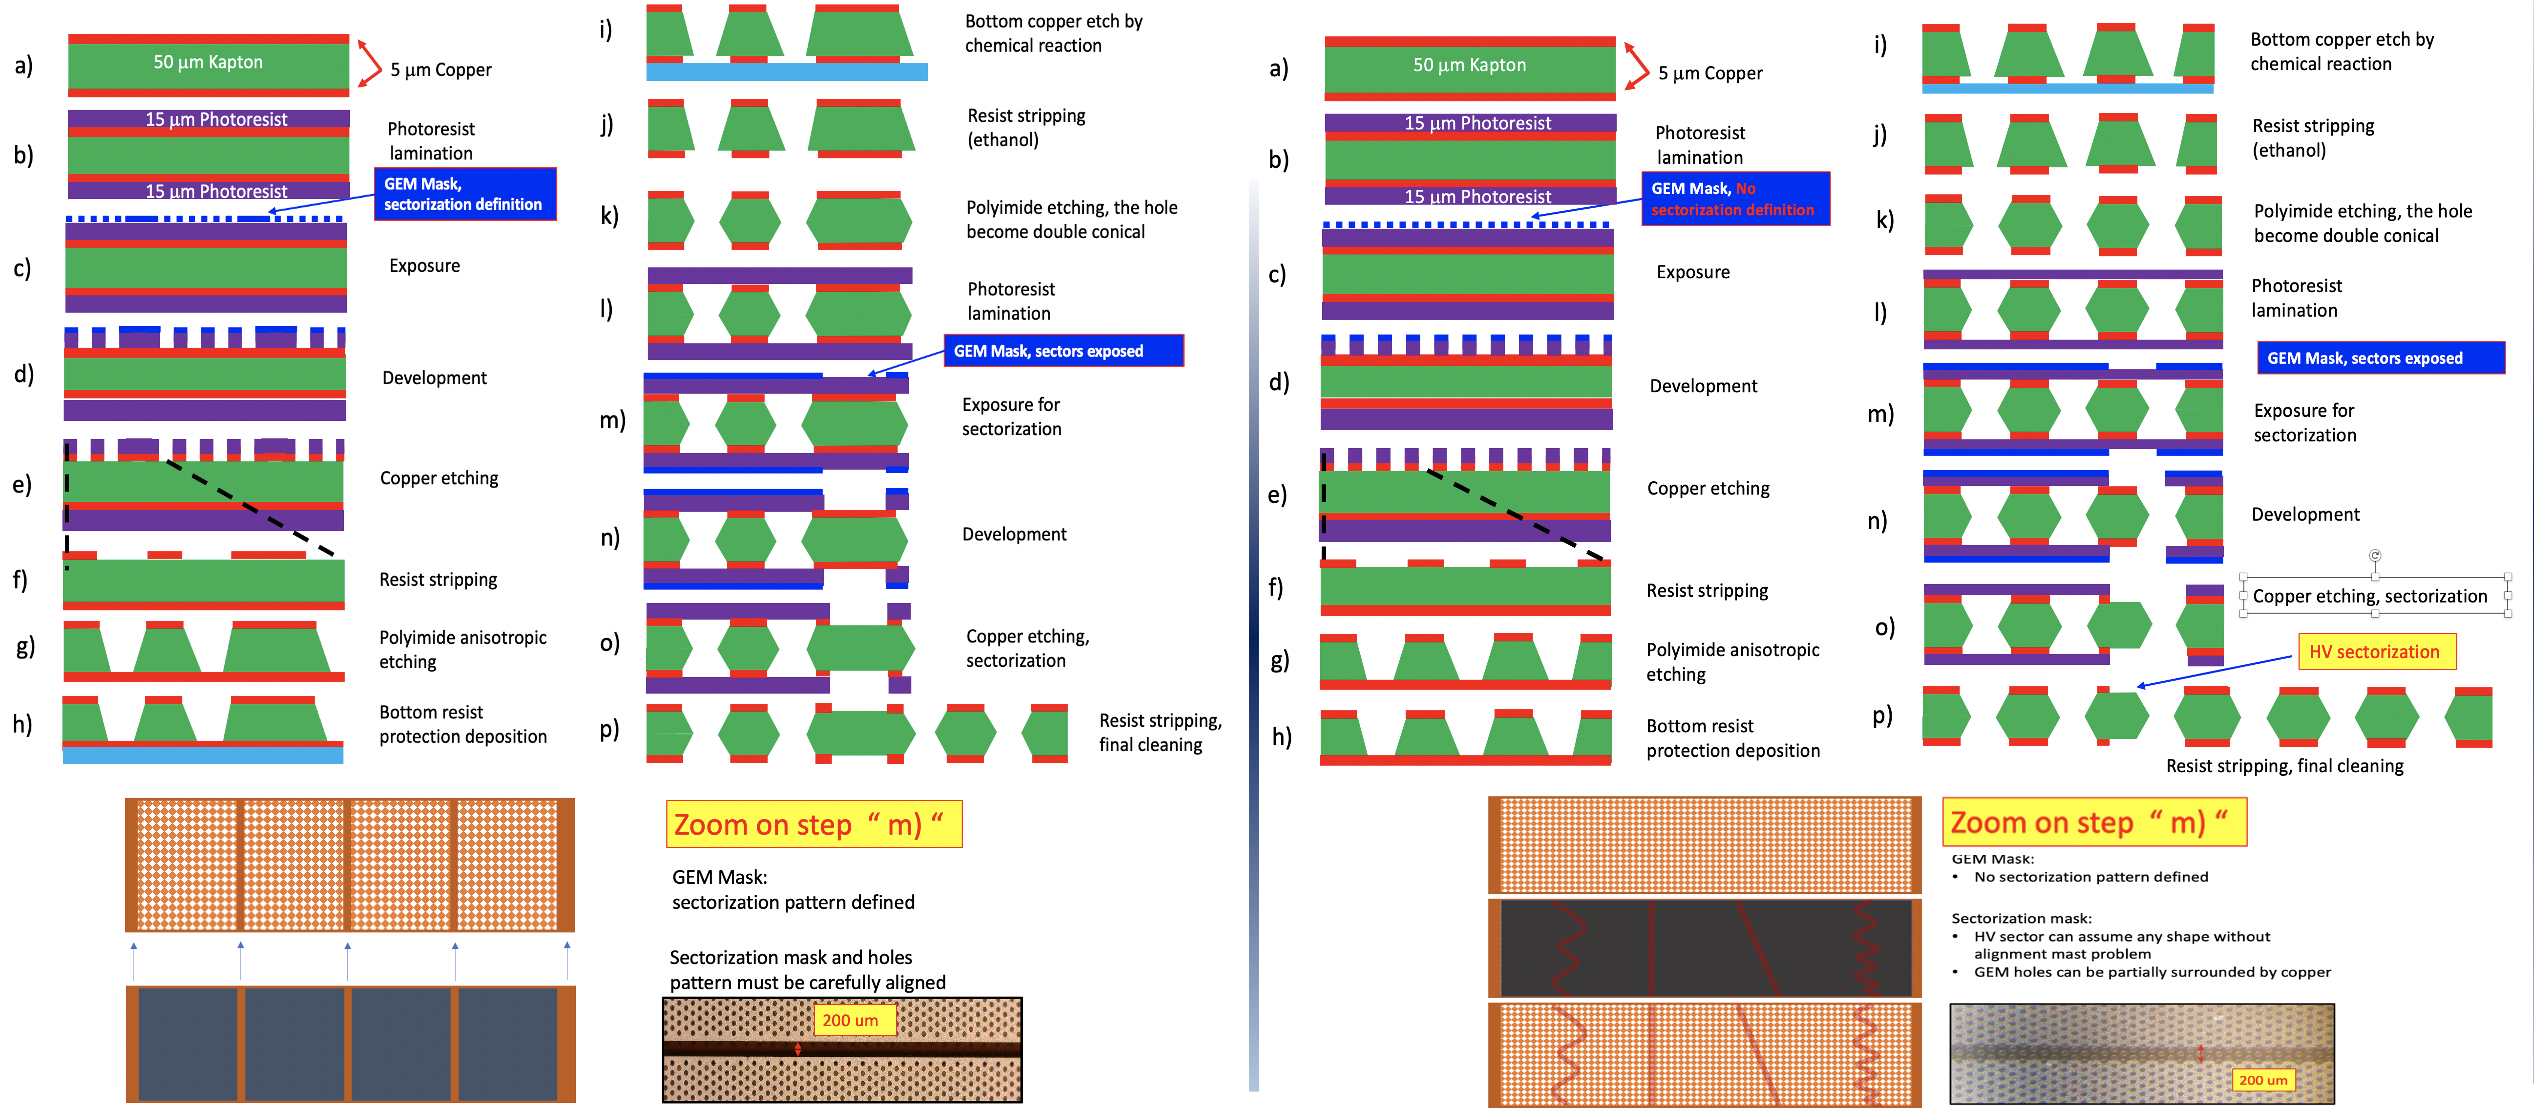 a)
50 μm Kapton
5 μm Copper
b)
15 μm Photoresist
15 μm Photoresist
Photoresist
lamination
GEM Mask,
sectorization definition
c)
Exposure
d)
Development
e)
Copper etching
f)
Resist stripping
g)
Polyimide anisotropic
etching
h)
Bottom resist
protection deposition
i)
Bottom copper etch by
chemical reaction
j)
Resist stripping
(ethanol)
k)
Polyimide etching, the hole
become double conical
l)
Photoresist
lamination
GEM Mask, sectors exposed
m)
Exposure for
sectorization
n)
Development
o)
Copper etching,
sectorization
p)
Resist stripping,
final cleaning
Zoom on step “ m) “
GEM Mask:
sectorization pattern defined
Sectorization mask and holes
pattern must be carefully aligned
200 um
a)
50 μm Kapton
5 μm Copper
b)
15 μm Photoresist
15 μm Photoresist
Photoresist
lamination
GEM Mask, No
sectorization definition
c)
Exposure
d)
Development
e)
Copper etching
f)
Resist stripping
g)
Polyimide anisotropic
etching
h)
Bottom resist
protection deposition
i)
Bottom copper etch by
chemical reaction
j)
Resist stripping
(ethanol)
k)
Polyimide etching, the hole
become double conical
l)
Photoresist
lamination
GEM Mask, sectors exposed
m)
Exposure for
sectorization
n)
Development
o)
Copper etching, sectorization
HV sectorization
p)
Resist stripping, final cleaning
Zoom on step “ m) “
GEM Mask:
• No sectorization pattern defined
Sectorization mask:
• HV sector can assume any shape without
alignment mast problem
• GEM holes can be partially surrounded by copper
200 um